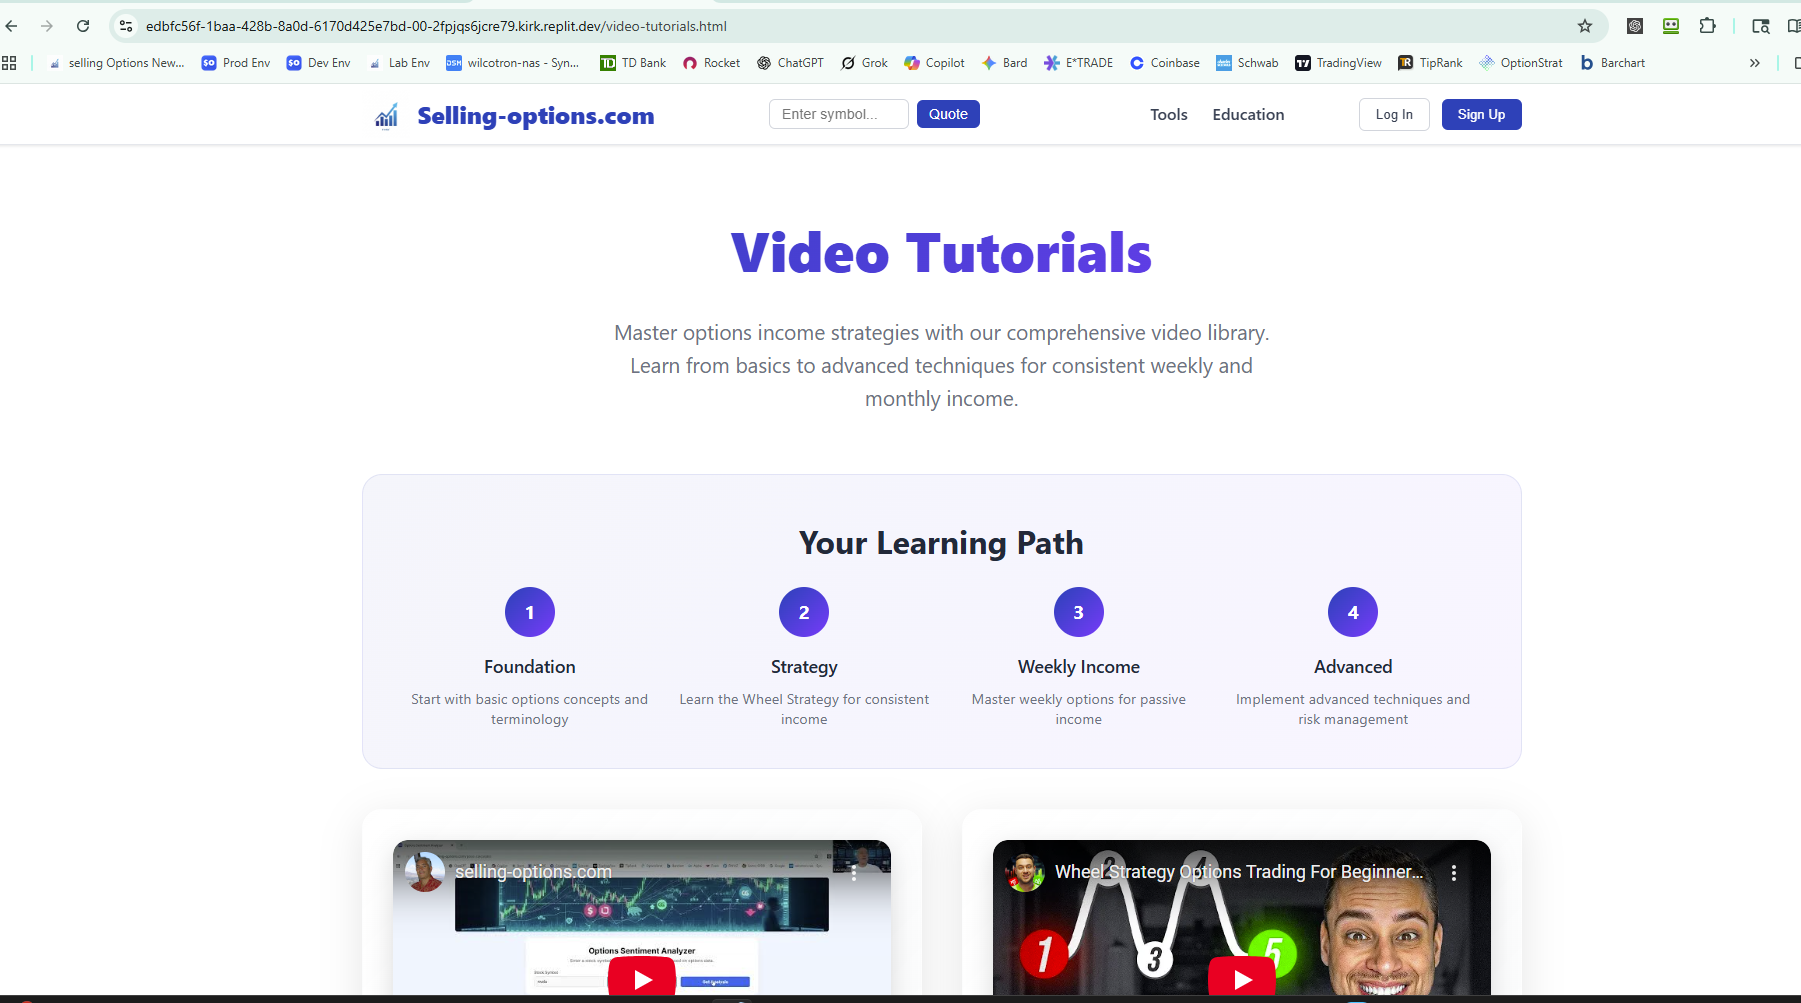 edbfc56f-1baa-428b-8a0d-6170d425e7bd-00-2fpjqs6jcre79.kirk.replit.dev/video-tutorials.html
selling Options New... Prod Env Dev Env Lab Env DSM wilcotron-nas - Syn... TD TD Bank Rocket ChatGPT Grok Copilot Bard E*TRADE Coinbase Schwab TradingView TR TipRank OptionStrat b Barchart
Selling-options.com Enter symbol... Quote Tools Education Log In Sign Up
Video Tutorials
Master options income strategies with our comprehensive video library.
Learn from basics to advanced techniques for consistent weekly and
monthly income.
Your Learning Path
1 2 3 4
Foundation Strategy Weekly Income Advanced
Start with basic options concepts and Learn the Wheel Strategy for consistent Master weekly options for passive Implement advanced techniques and
terminology income income risk management
selling-options.com
Options Sentiment Analyzer
Wheel Strategy Options Trading For Beginner...
2 4
1 3 5